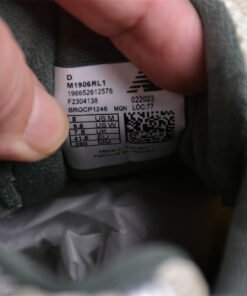 D
M1906RL1
196652612576
F2304138 022023
BRGCP1248 MGN LOC:77
8 US M
9.5 US W
7.5 UK
41.5 EU
260 MM